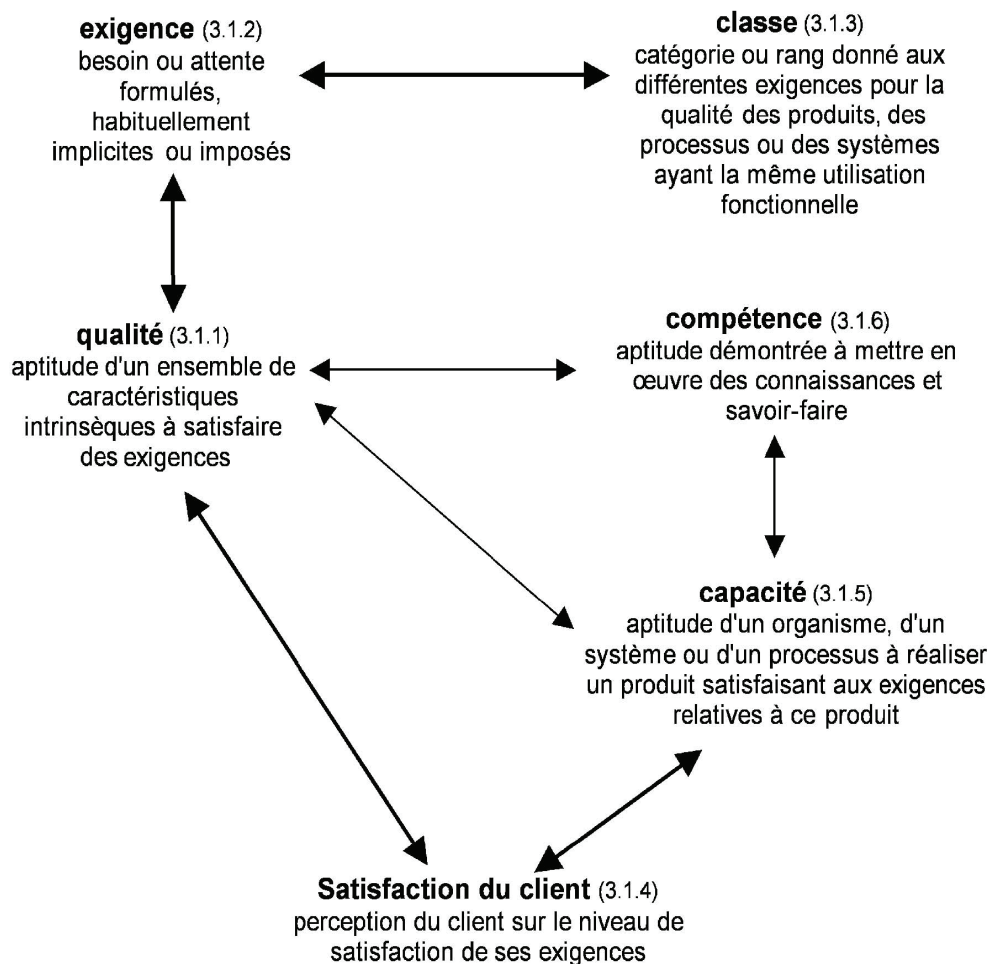 exigence (3.1.2)
besoin ou attente
formulés,
habituellement
implicites ou imposés
classe (3.1.3)
catégorie ou rang donné aux
différentes exigences pour la
qualité des produits, des
processus ou des systèmes
ayant la même utilisation
fonctionnelle
qualité (3.1.1)
aptitude d'un ensemble de
caractéristiques
intrinsèques à satisfaire
des exigences
compétence (3.1.6)
aptitude démontrée à mettre en
œuvre des connaissances et
savoir-faire
capacité (3.1.5)
aptitude d'un organisme, d'un
système ou d'un processus à réaliser
un produit satisfaisant aux exigences
relatives à ce produit
Satisfaction du client (3.1.4)
perception du client sur le niveau de
satisfaction de ses exigences